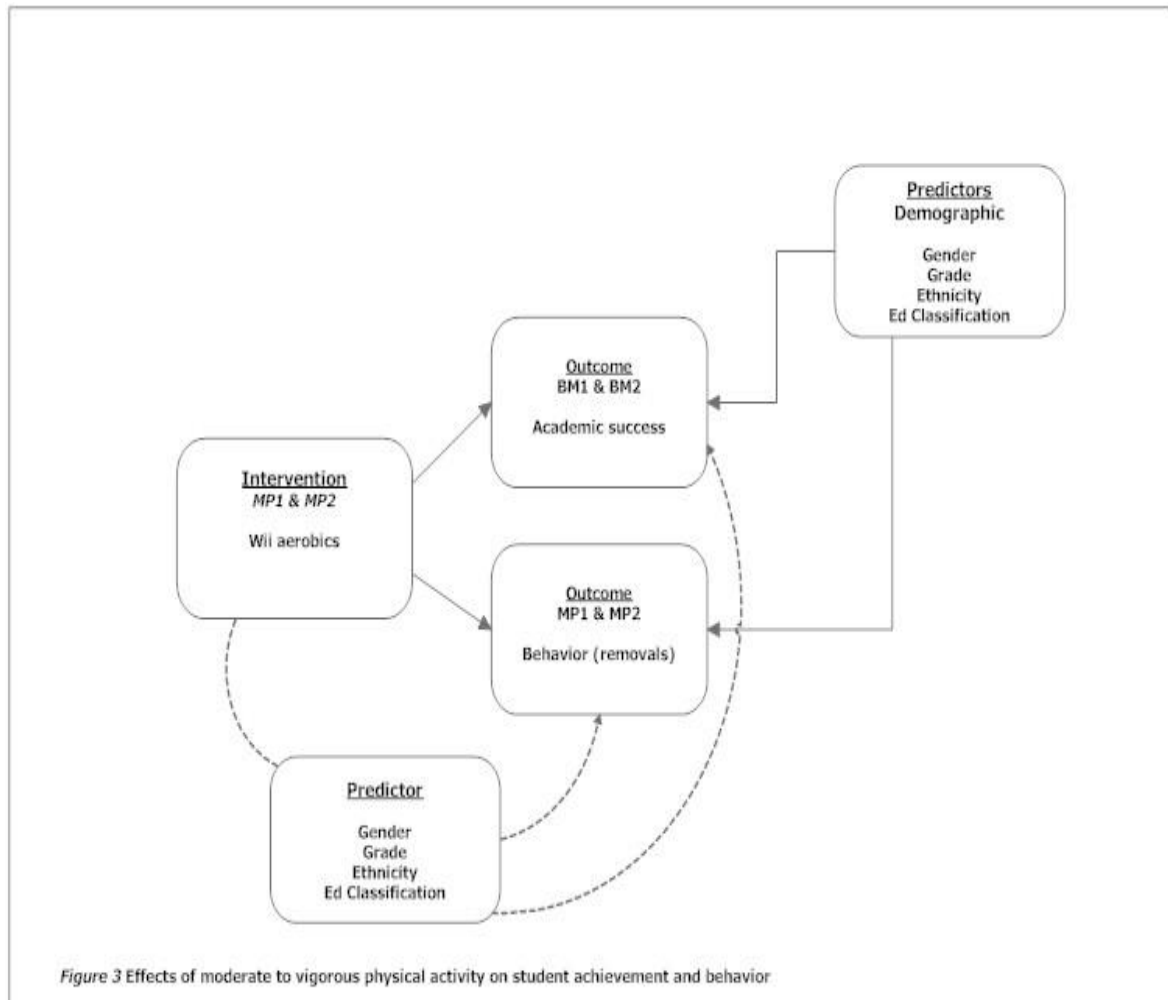 Predictors
Demographic
Gender
Grade
Ethnicity
Ed Classification
Outcome
BM1 & BM2
Academic success
Intervention
MP1 & MP2
Wii aerobics
Outcome
MP1 & MP2
Behavior (removals)
Predictor
Gender
Grade
Ethnicity
Ed Classification
Figure 3 Effects of moderate to vigorous physical activity on student achievement and behavior